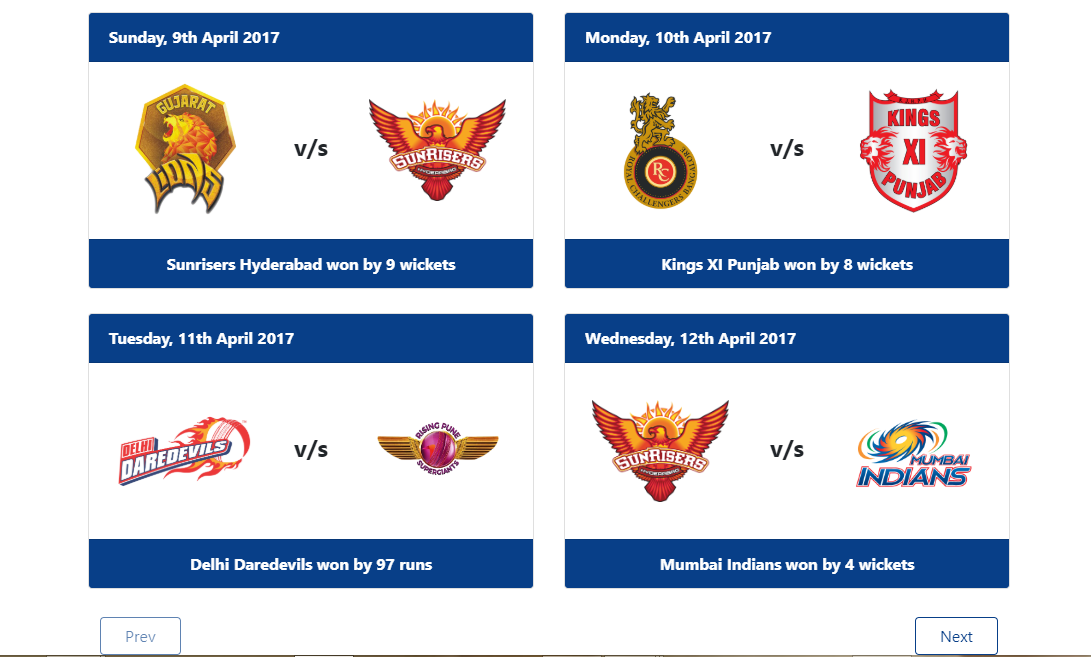 Sunday, 9th April 2017
GUJARAT
LIONS
v/s
SUNRISERS
HYDERABAD
Sunrisers Hyderabad won by 9 wickets
Monday, 10th April 2017
RC
ROYAL CHALLENGERS BANGALORE
v/s
KINGS
XI
PUNJAB
Kings XI Punjab won by 8 wickets
Tuesday, 11th April 2017
DELHI
DAREDEVILS
v/s
RISING PUNE
SUPERGIANTS
Delhi Daredevils won by 97 runs
Wednesday, 12th April 2017
SUNRISERS
HYDERABAD
v/s
MUMBAI
INDIANS
Mumbai Indians won by 4 wickets
Prev
Next